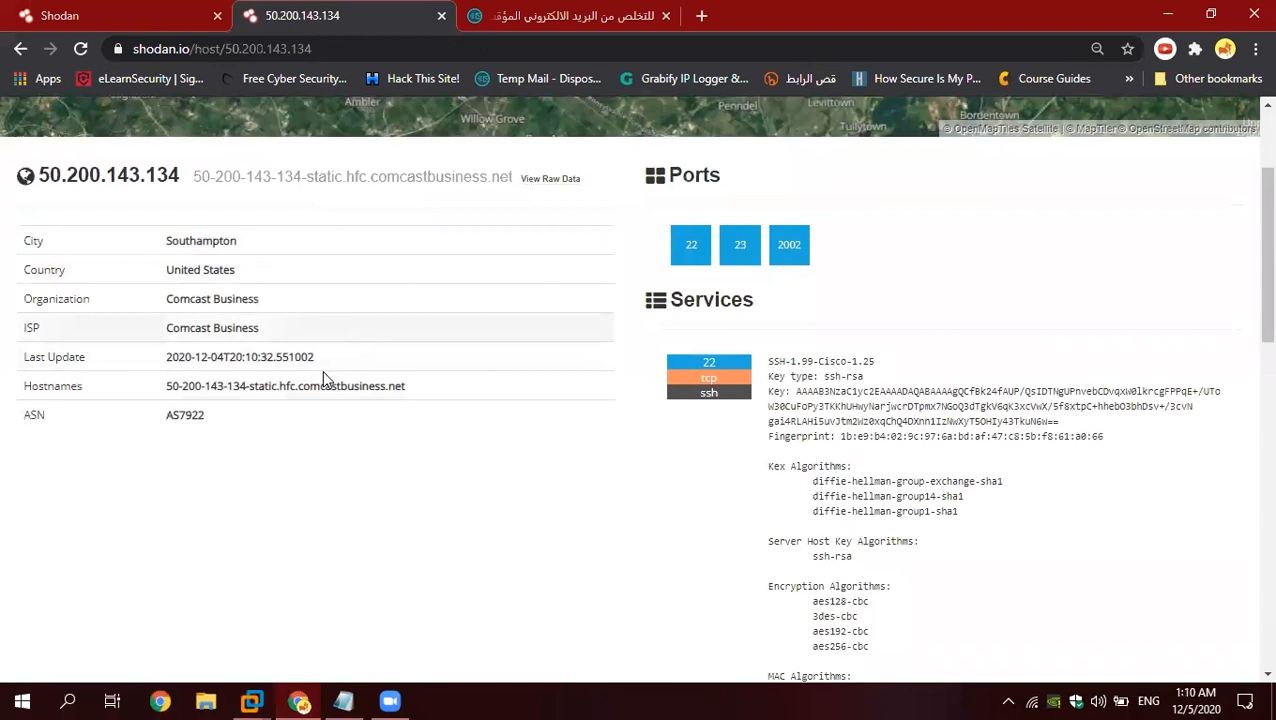 Shodan
50.200.143.134
للتخلص من البريد الالكتروني المؤقت
shodan.io/host/50.200.143.134
Apps
eLearnSecurity | Sig...
Free Cyber Security...
Hack This Site!
Temp Mail - Dispos...
Grabify IP Logger &...
قص الرابط
How Secure Is My P...
Course Guides
»
Other bookmarks
Ambler
Willow Grove
Penndel
Levittown
Tullytown
Bordentown
© OpenMapTiles Satellite | © MapTiler © OpenStreetMap contributors
50.200.143.134 50-200-143-134-static.hfc.comcastbusiness.net View Raw Data
City Southampton
Country United States
Organization Comcast Business
ISP Comcast Business
Last Update 2020-12-04T20:10:32.551002
Hostnames 50-200-143-134-static.hfc.comcastbusiness.net
ASN AS7922
Ports
22 23 2002
Services
22
tcp
ssh
SSH-1.99-Cisco-1.25
Key type: ssh-rsa
Fingerprint: 1b:e9:b4:02:9c:97:6a:bd:af:47:c8:5b:f8:61:a0:66
Kex Algorithms:
diffie-hellman-group-exchange-sha1
diffie-hellman-group14-sha1
diffie-hellman-group1-sha1
Server Host Key Algorithms:
ssh-rsa
Encryption Algorithms:
aes128-cbc
3des-cbc
aes192-cbc
aes256-cbc
MAC Algorithms:
ENG
1:10 AM
12/5/2020